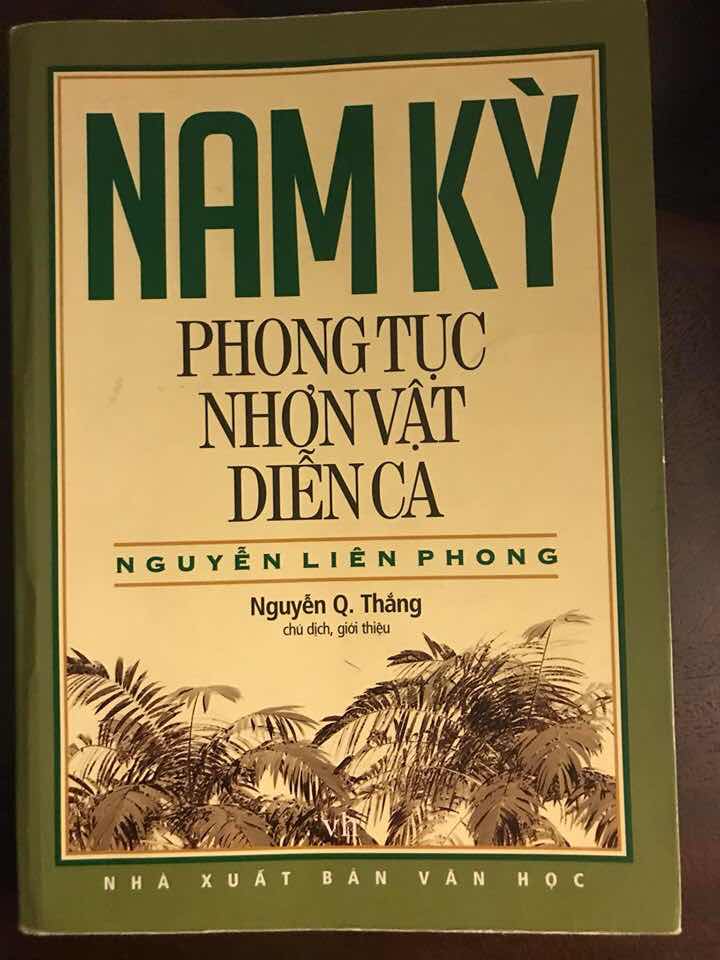 NAM KỲ
PHONG TỤC
NHƠN VẬT
DIỄN CA
NGUYỄN LIÊN PHONG
Nguyễn Q. Thắng
chú dịch, giới thiệu
vh
NHÀ XUẤT BẢN VĂN HỌC